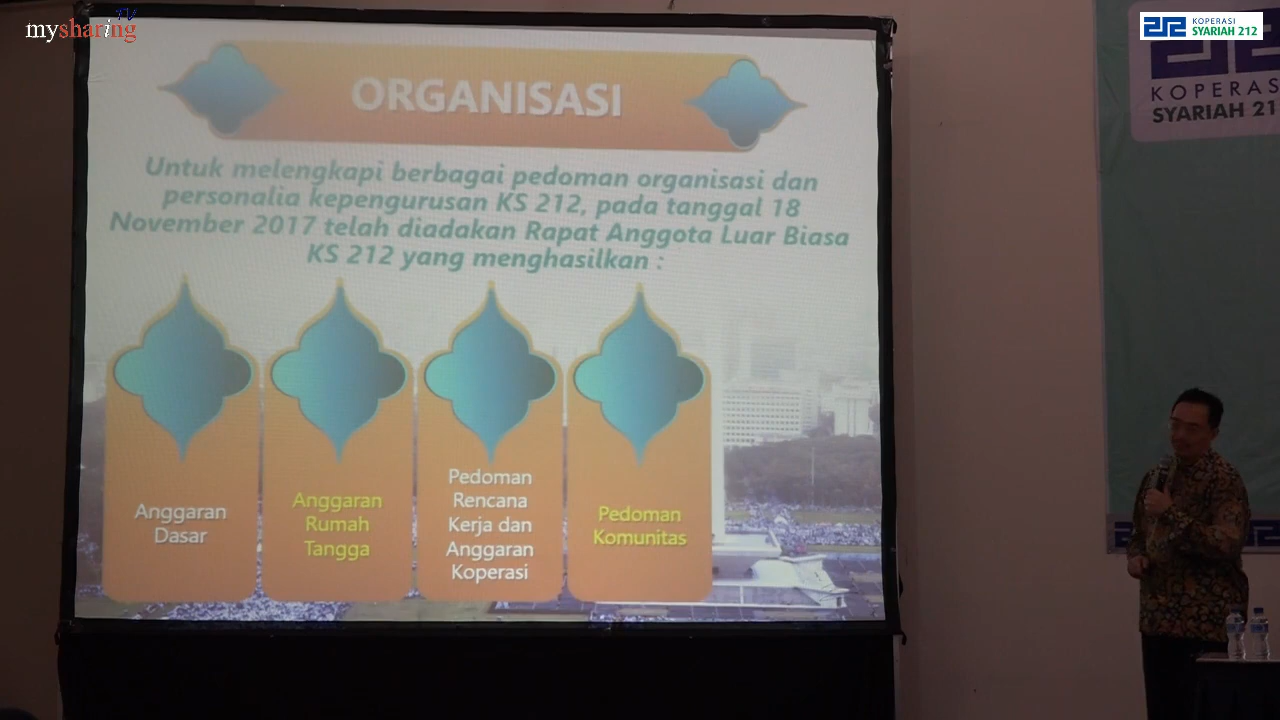 mysharing TV
KOPERASI
SYARIAH 212
212
KOPERAS
SYARIAH 21
ORGANISASI
Untuk melengkapi berbagai pedoman organisasi dan
personalia kepengurusan KS 212, pada tanggal 18
November 2017 telah diadakan Rapat Anggota Luar Biasa
KS 212 yang menghasilkan :
Anggaran
Dasar
Anggaran
Rumah
Tangga
Pedoman
Rencana
Kerja dan
Anggaran
Koperasi
Pedoman
Komunitas